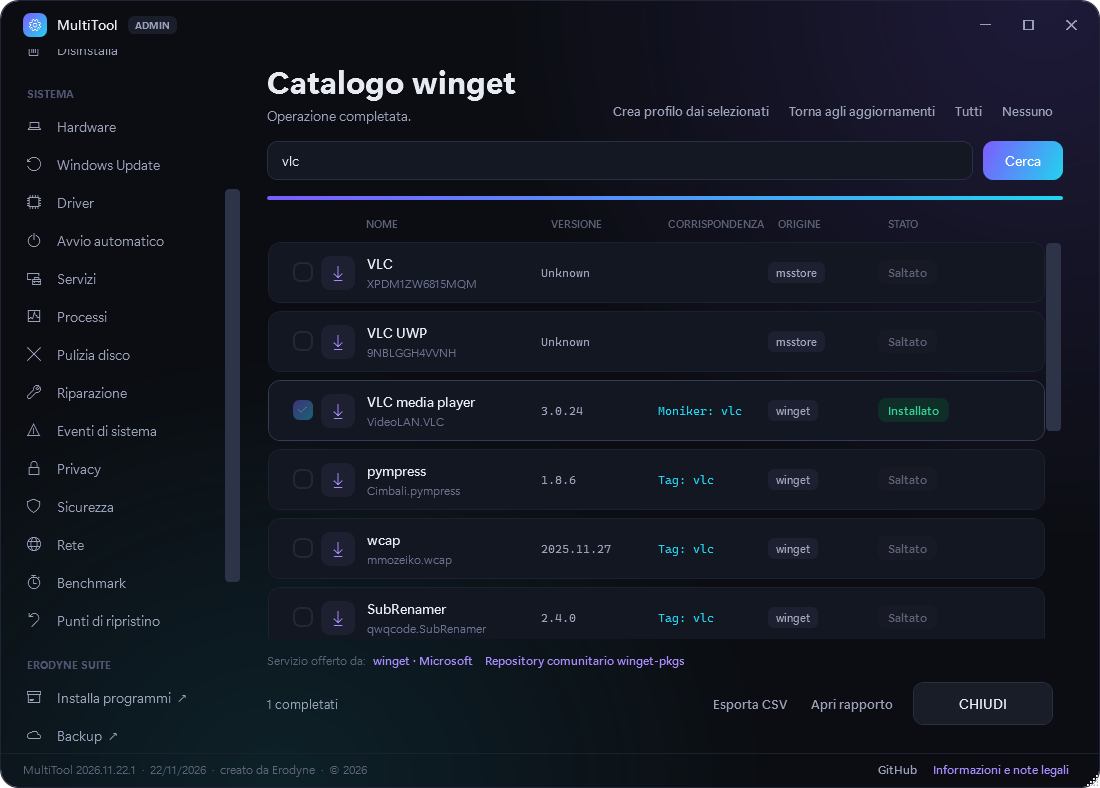 MultiTool ADMIN
Disinstalla
SISTEMA
Hardware
Windows Update
Driver
Avvio automatico
Servizi
Processi
Pulizia disco
Riparazione
Eventi di sistema
Privacy
Sicurezza
Rete
Benchmark
Punti di ripristino
ERODYNE SUITE
Installa programmi ↗
Backup ↗
Catalogo winget
Operazione completata.
Crea profilo dai selezionati Torna agli aggiornamenti Tutti Nessuno
vlc Cerca
NOME VERSIONE CORRISPONDENZA ORIGINE STATO
VLC
XPDM1ZW6815MQM
Unknown msstore Saltato
VLC UWP
9NBLGGH4VVNH
Unknown msstore Saltato
VLC media player
VideoLAN.VLC
3.0.24 Moniker: vlc winget Installato
pympress
Cimbali.pympress
1.8.6 Tag: vlc winget Saltato
wcap
mmozeiko.wcap
2025.11.27 Tag: vlc winget Saltato
SubRenamer
qwqcode.SubRenamer
2.4.0 Tag: vlc winget Saltato
Servizio offerto da: winget · Microsoft Repository comunitario winget-pkgs
1 completati Esporta CSV Apri rapporto CHIUDI
MultiTool 2026.11.22.1 · 22/11/2026 · creato da Erodyne · © 2026 GitHub Informazioni e note legali